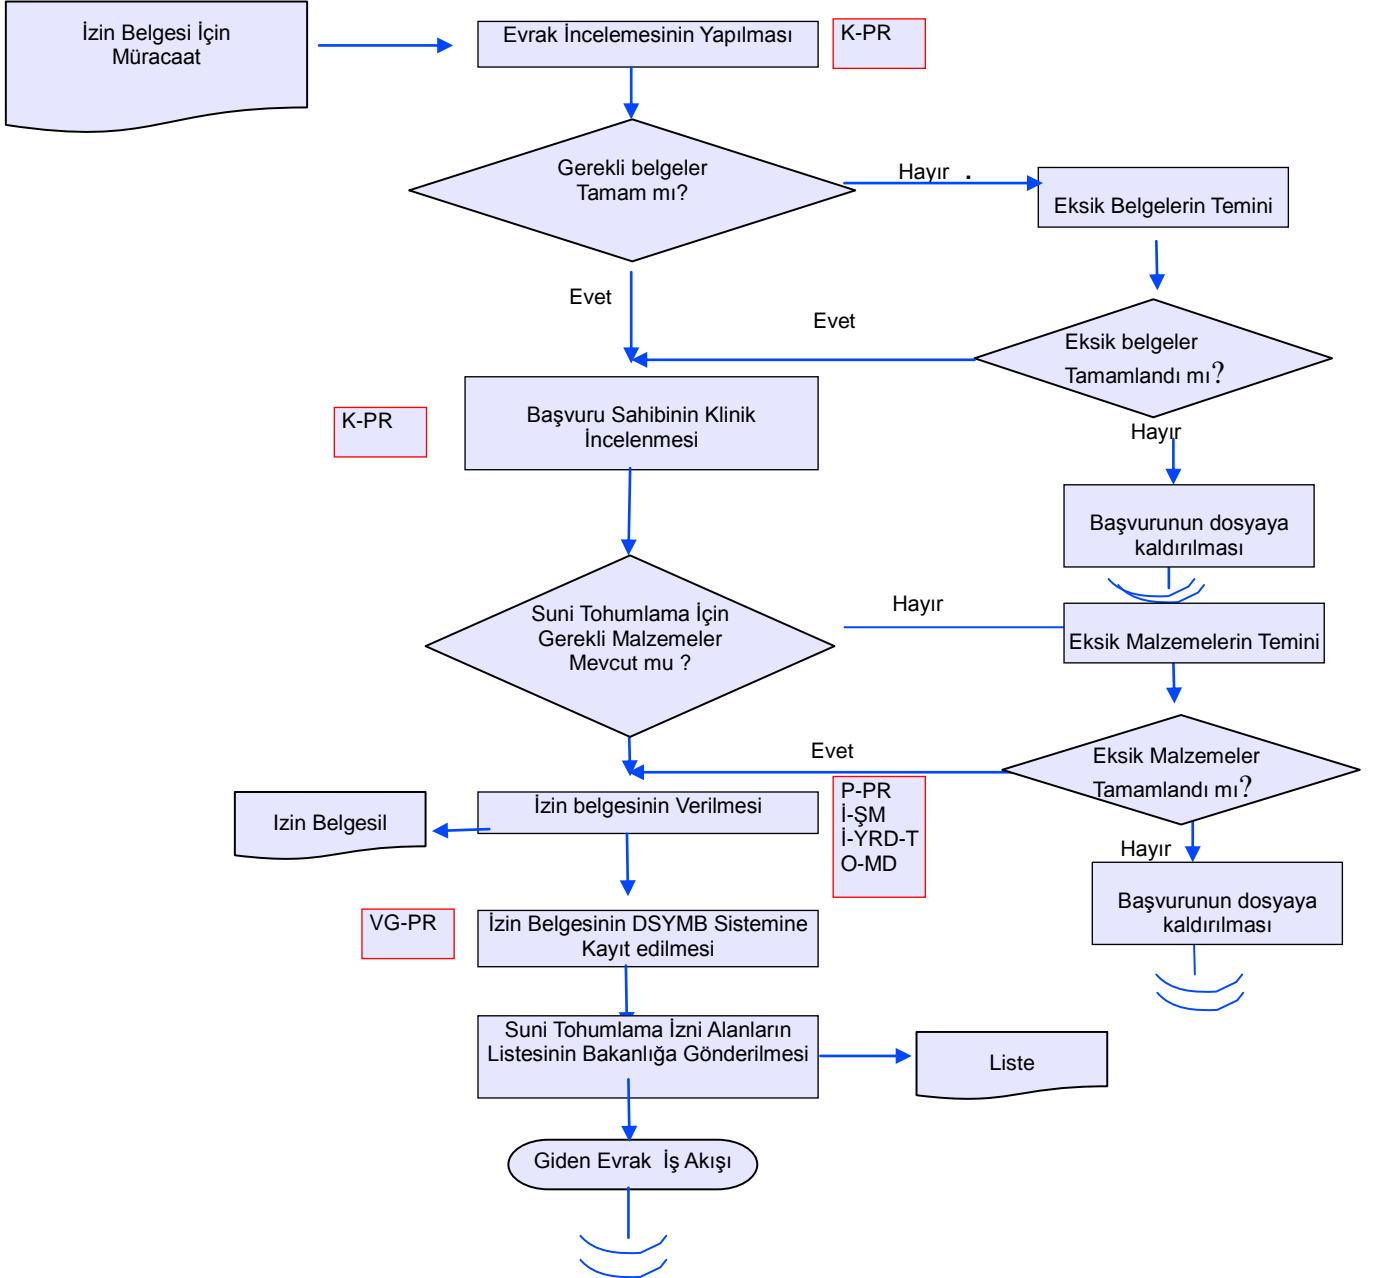 İzin Belgesi İçin
Müracaat
Evrak İncelemesinin Yapılması
K-PR
Gerekli belgeler
Tamam mı?
Hayır .
Eksik Belgelerin Temini
Evet
Evet
Eksik belgeler
Tamamlandı mı?
Hayır
K-PR
Başvuru Sahibinin Klinik
İncelenmesi
Başvurunun dosyaya
kaldırılması
Suni Tohumlama İçin
Gerekli Malzemeler
Mevcut mu ?
Hayır
Eksik Malzemelerin Temini
Evet
Eksik Malzemeler
Tamamlandı mı?
Hayır
İzin belgesinin Verilmesi
P-PR
İ-ŞM
İ-YRD-T
O-MD
Izin Belgesil
Başvurunun dosyaya
kaldırılması
VG-PR
İzin Belgesinin DSYMB Sistemine
Kayıt edilmesi
Suni Tohumlama İzni Alanların
Listesinin Bakanlığa Gönderilmesi
Liste
Giden Evrak İş Akışı